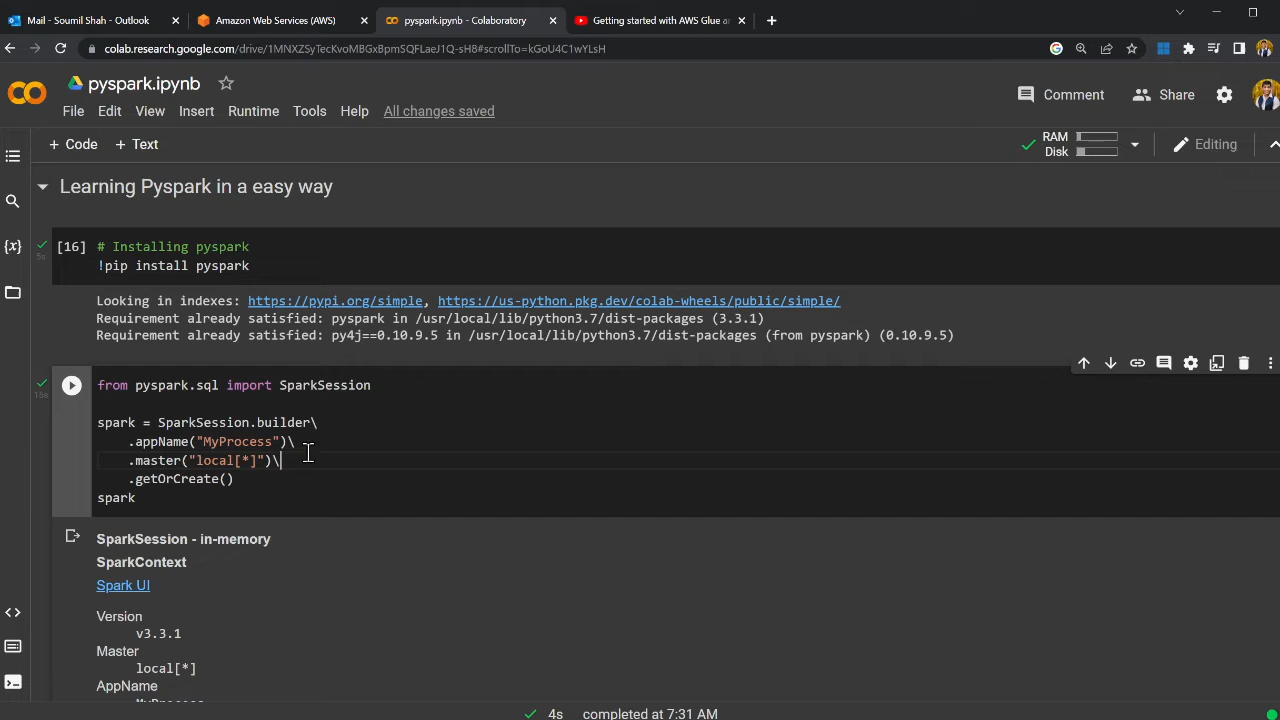 Mail - Soumil Shah - Outlook
Amazon Web Services (AWS)
pyspark.ipynb - Colaboratory
Getting started with AWS Glue ar
colab.research.google.com/drive/1MNXZSyTecKvoMBGxBpmSQFLaeJ1Q-sH8#scrollTo=kGoU4C1wYLsH
pyspark.ipynb
File Edit View Insert Runtime Tools Help All changes saved
Comment Share
+ Code + Text
RAM
Disk
Editing
Learning Pyspark in a easy way
[16] # Installing pyspark
!pip install pyspark
5s
Looking in indexes: https://pypi.org/simple, https://us-python.pkg.dev/colab-wheels/public/simple/
Requirement already satisfied: pyspark in /usr/local/lib/python3.7/dist-packages (3.3.1)
Requirement already satisfied: py4j==0.10.9.5 in /usr/local/lib/python3.7/dist-packages (from pyspark) (0.10.9.5)
from pyspark.sql import SparkSession
spark = SparkSession.builder\
.appName("MyProcess")\
.master("local[*]")\
.getOrCreate()
spark
SparkSession - in-memory
SparkContext
Spark UI
Version
v3.3.1
Master
local[*]
AppName
MyProcess
4s completed at 7:31 AM